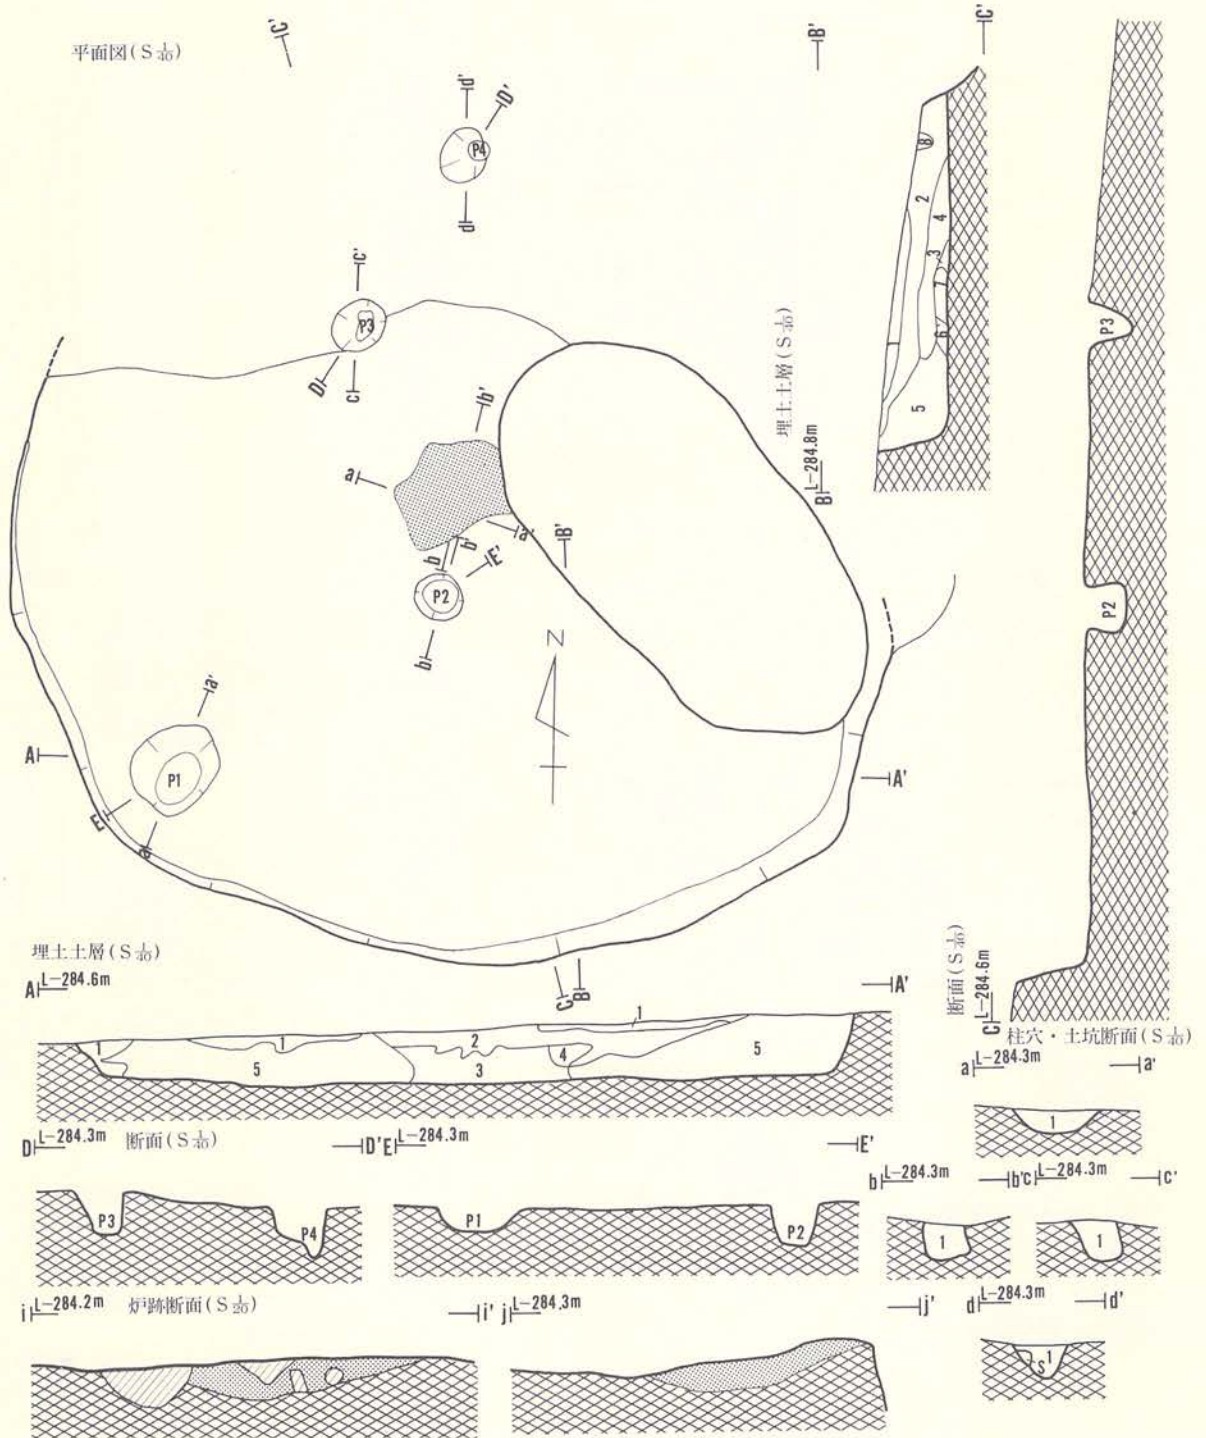 平面図(S 1/40)
C'
B'
C'
d'
D'
P4
d
c'
P3
D
c
b'
a
a'
B'
b
b'
E'
P2
b
N
a'
A
P1
E
a
A'
C
B
埋土土層(S 1/40)
B L-284.8m
8
2
4
3
7
6
5
P3
P2
断面(S 1/40)
C L-284.6m
埋土土層(S 1/40)
A L-284.6m
A'
1
1
1
2
4
5
3
5
D L-284.3m
断面(S 1/40)
D'
E L-284.3m
E'
P3
P4
P1
P2
柱穴・土坑断面(S 1/40)
a L-284.3m
a'
1
b L-284.3m
b'
c L-284.3m
c'
1
1
i L-284.2m
炉跡断面(S 1/20)
i'
j L-284.3m
j'
d L-284.3m
d'
S
1